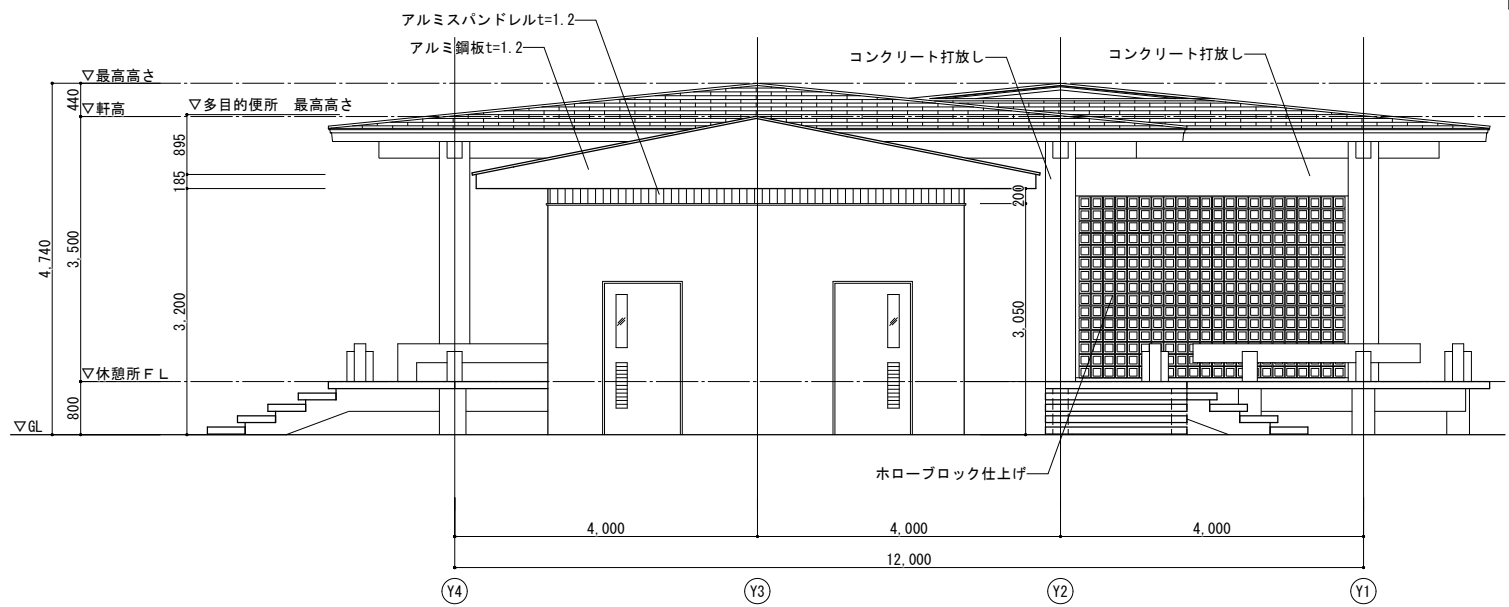 アルミスパンドレルt=1.2
アルミ鋼板t=1.2
コンクリート打放し
コンクリート打放し
▽最高高さ
440
▽軒高
▽多目的便所 最高高さ
895
185
200
4,740
3,500
3,200
3,050
▽休憩所ＦＬ
800
▽GL
ホローブロック仕上げ
4,000
4,000
4,000
12,000
Y4
Y3
Y2
Y1